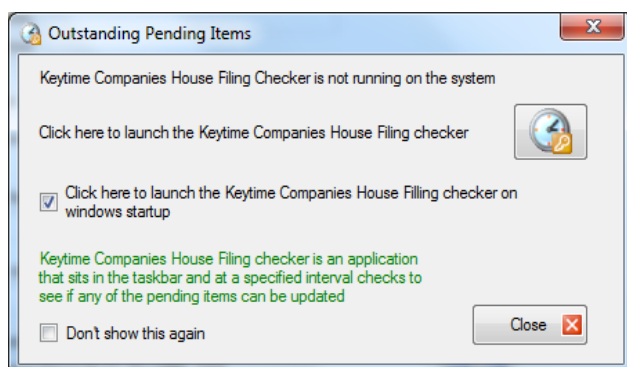 Outstanding Pending Items
Keytime Companies House Filing Checker is not running on the system
Click here to launch the Keytime Companies House Filing checker
Click here to launch the Keytime Companies House Filling checker on
windows startup
Keytime Companies House Filing checker is an application
that sits in the taskbar and at a specified interval checks to
see if any of the pending items can be updated
Don't show this again
Close